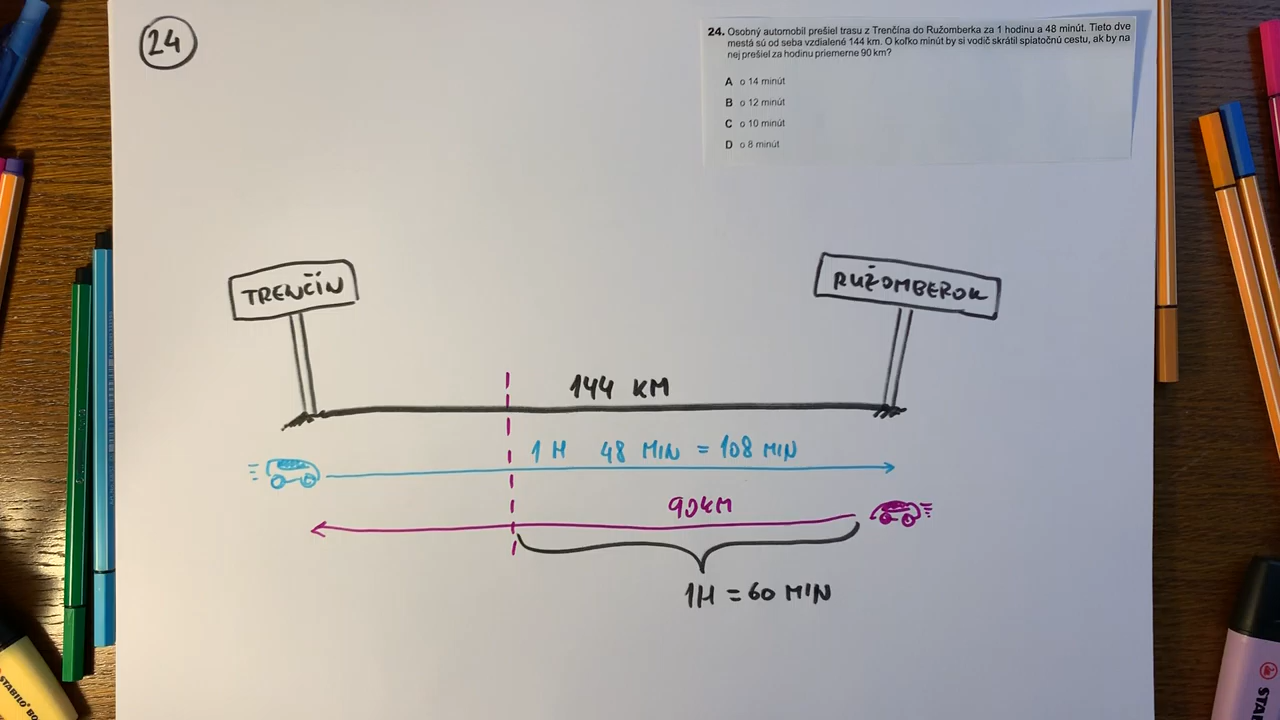 24
24. Osobný automobil prešiel trasu z Trenčína do Ružomberka za 1 hodinu a 48 minút. Tieto dve
mestá sú od seba vzdialené 144 km. O koľko minút by si vodič skrátil spiatočnú cestu, ak by na
nej prešiel za hodinu priemerne 90 km?
A o 14 minút
B o 12 minút
C o 10 minút
D o 8 minút
TRENČÍN
RUŽOMBEROK
144 KM
1 H 48 MIN = 108 MIN
90KM
1H = 60 MIN
STABILO BO